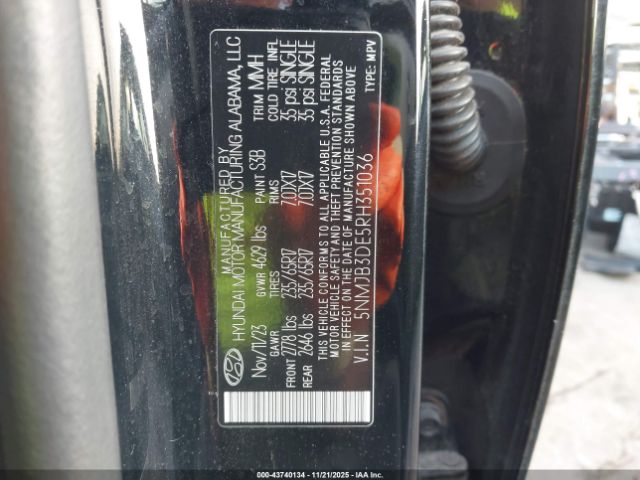 MANUFACTURED BY
HYUNDAI MOTOR MANUFACTURING ALABAMA, LLC
Nov/11/23 GVWR 4629 lbs PAINT S3B TRIM MMH
GAWR TIRES RIMS COLD TIRE INFL
FRONT 2778 lbs 235/65R17 7.0JX17 35 psi SINGLE
REAR 2646 lbs 235/65R17 7.0JX17 35 psi SINGLE
THIS VEHICLE CONFORMS TO ALL APPLICABLE U.S.A. FEDERAL
MOTOR VEHICLE SAFETY AND THEFT PREVENTION STANDARDS
IN EFFECT ON THE DATE OF MANUFACTURE SHOWN ABOVE
V.I.N 5NMJB3DE5RH351036 TYPE: MPV
000-43740134 - 11/21/2025 - IAA Inc.